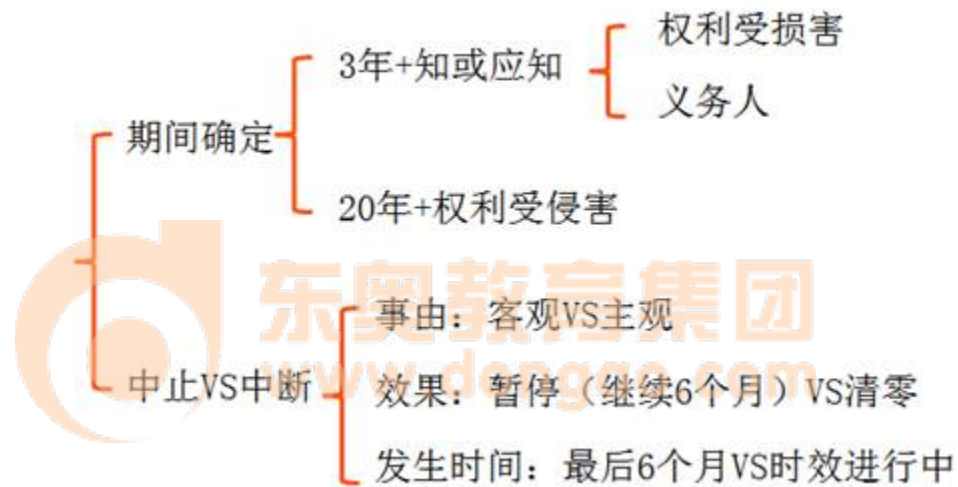 权利受损害
3年+知或应知
义务人
期间确定
20年+权利受侵害
东奥教育集团
www.dongao.com
事由：客观VS主观
中止VS中断
效果：暂停（继续6个月）VS清零
发生时间：最后6个月VS时效进行中